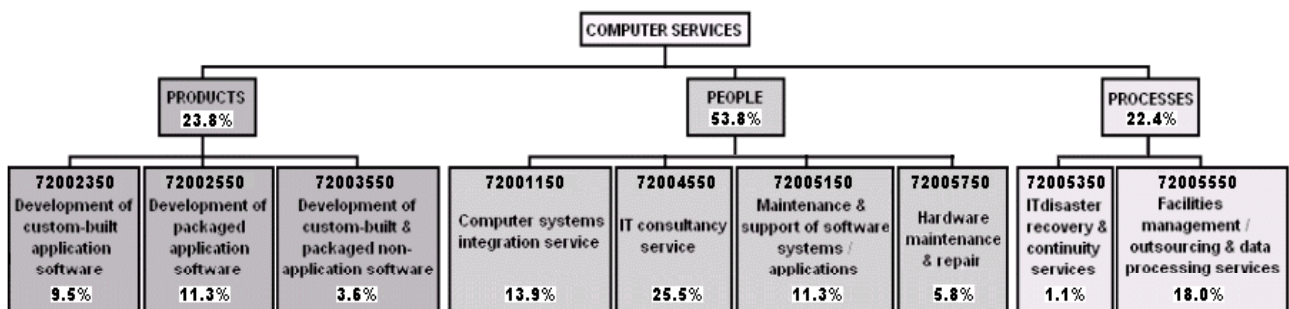 COMPUTER SERVICES
PRODUCTS
23.8%
PEOPLE
53.8%
PROCESSES
22.4%
72002350
Development of
custom-built
application
software
9.5%
72002550
Development of
packaged
application
software
11.3%
72003550
Development of
custom-built &
packaged non-
application software
3.6%
72001150
Computer systems
integration service
13.9%
72004550
IT consultancy
service
25.5%
72005150
Maintenance &
support of software
systems /
applications
11.3%
72005750
Hardware
maintenance
& repair
5.8%
72005350
ITdisaster
recovery &
continuity
services
1.1%
72005550
Facilities
management /
outsourcing & data
processing services
18.0%